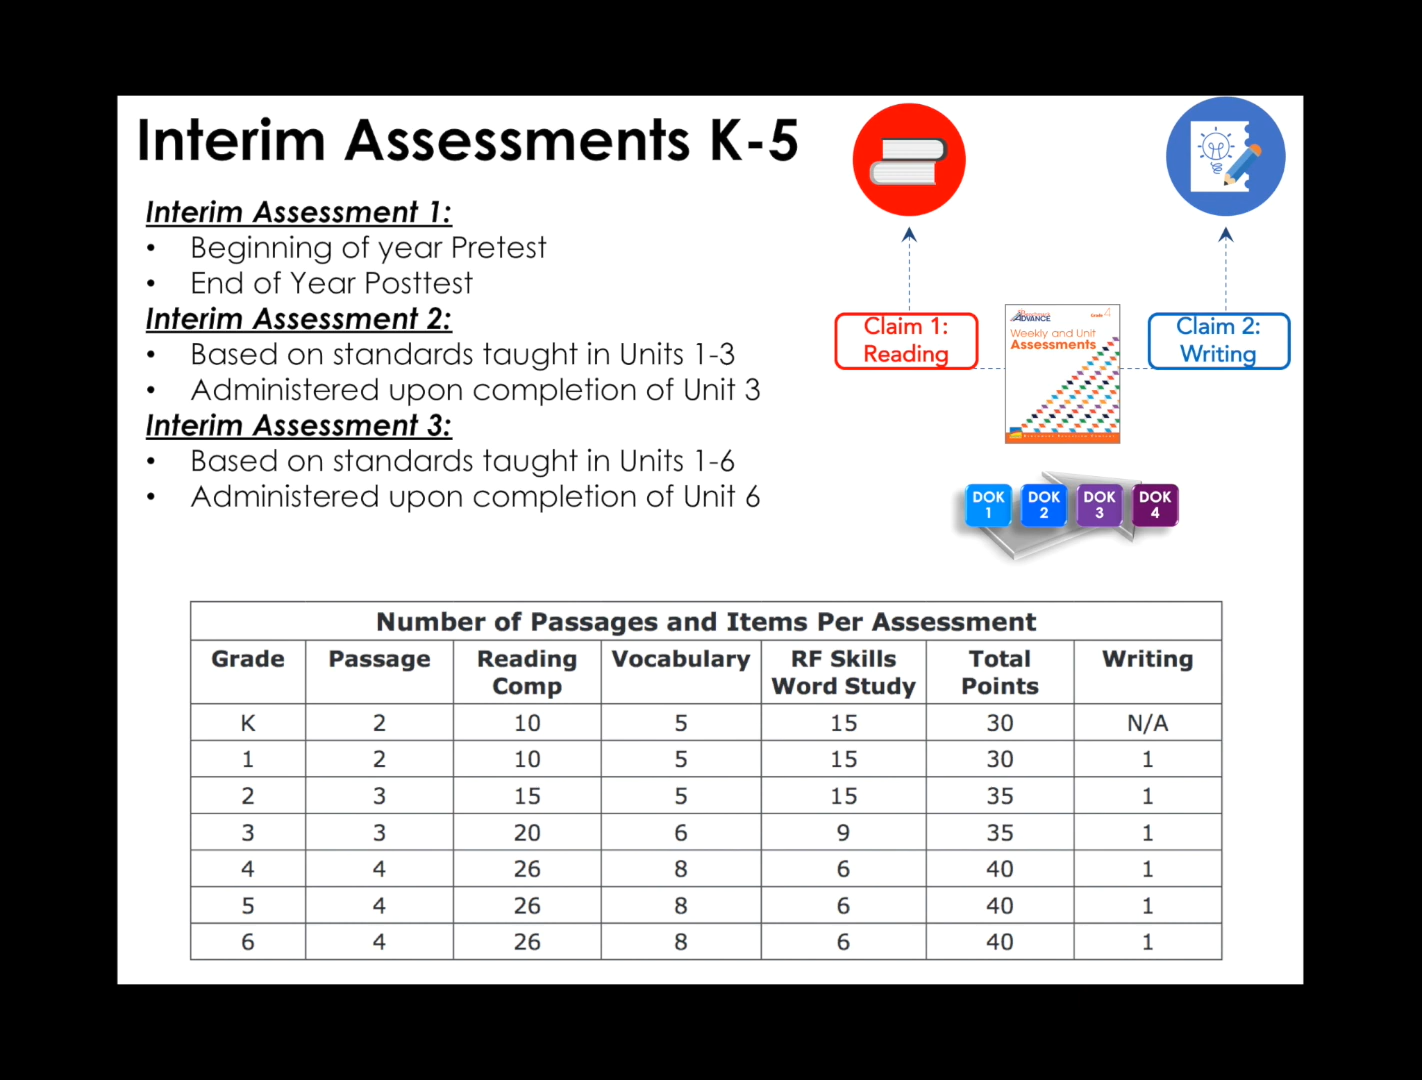 Interim Assessments K-5
Interim Assessment 1:
• Beginning of year Pretest
• End of Year Posttest
Interim Assessment 2:
• Based on standards taught in Units 1-3
• Administered upon completion of Unit 3
Interim Assessment 3:
• Based on standards taught in Units 1-6
• Administered upon completion of Unit 6
Claim 1:
Reading
ADVANCE
Grade 4
Weekly and Unit
Assessments
Claim 2:
Writing
DOK 1 DOK 2 DOK 3 DOK 4
Number of Passages and Items Per Assessment
Grade Passage Reading Comp Vocabulary RF Skills Word Study Total Points Writing
K 2 10 5 15 30 N/A
1 2 10 5 15 30 1
2 3 15 5 15 35 1
3 3 20 6 9 35 1
4 4 26 8 6 40 1
5 4 26 8 6 40 1
6 4 26 8 6 40 1